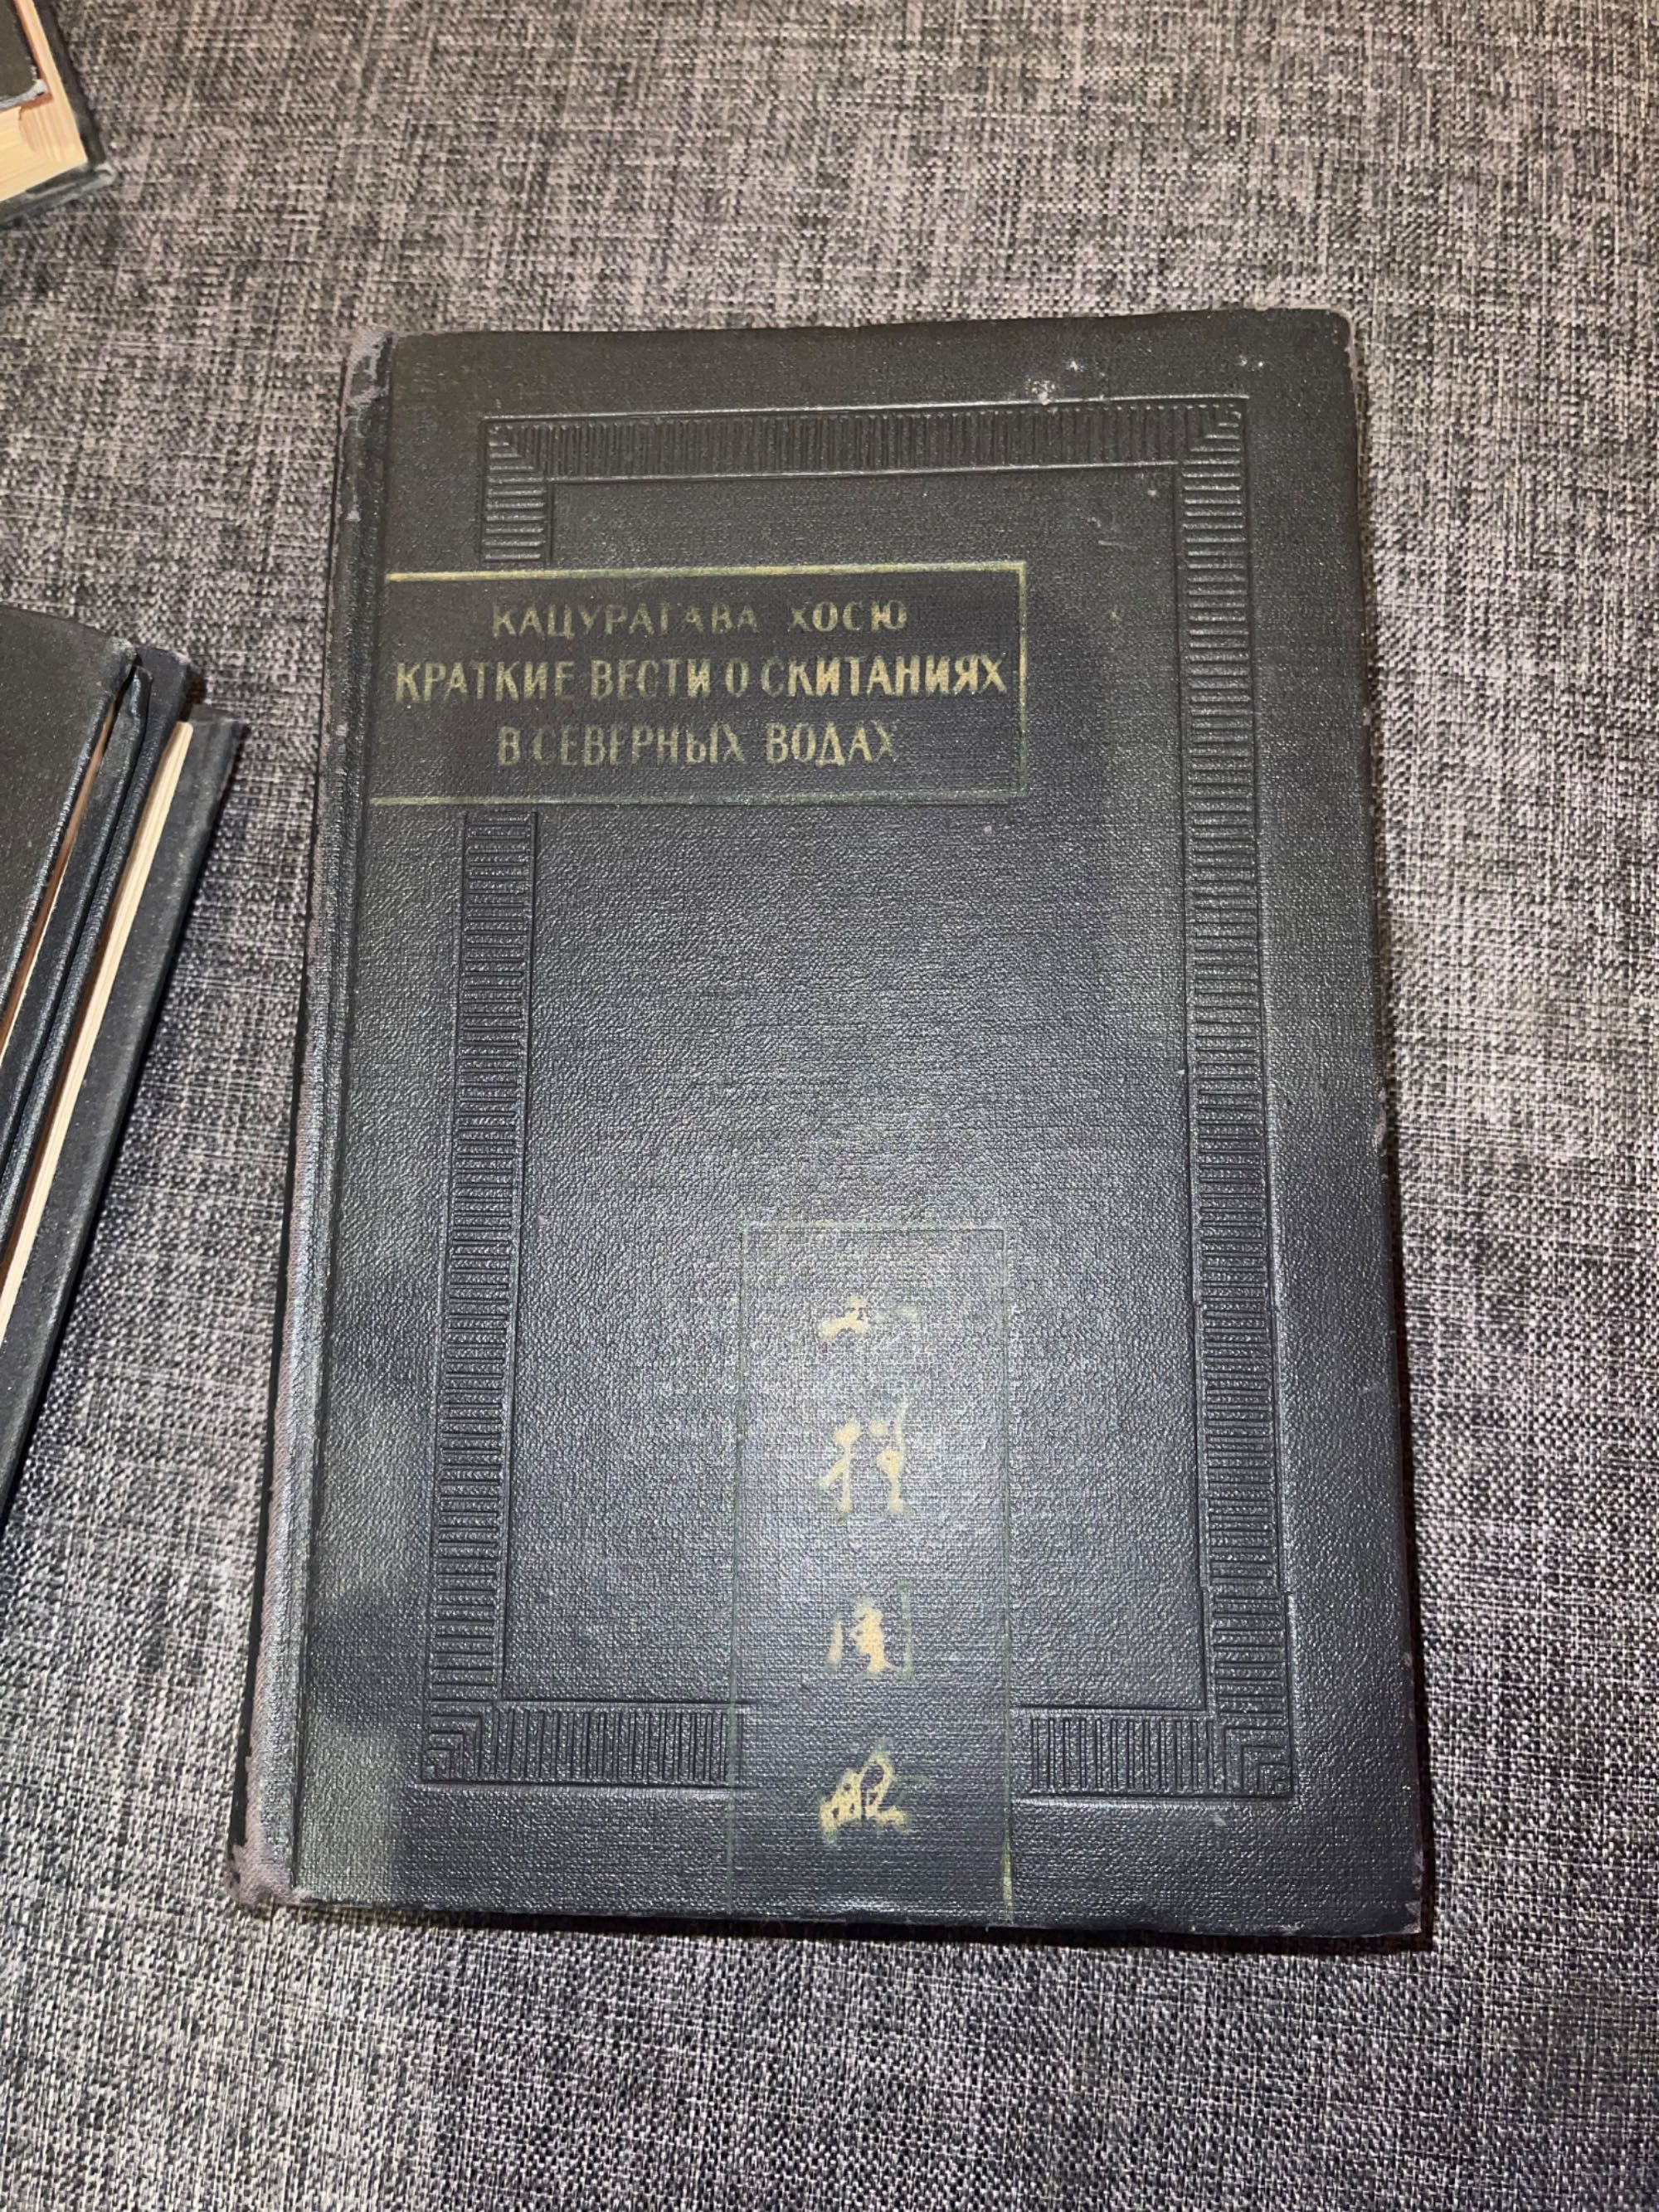 КАЦУРАГАВА ХОСЮ
КРАТКИЕ ВЕСТИ О СКИТАНИЯХ
В СЕВЕРНЫХ ВОДАХ